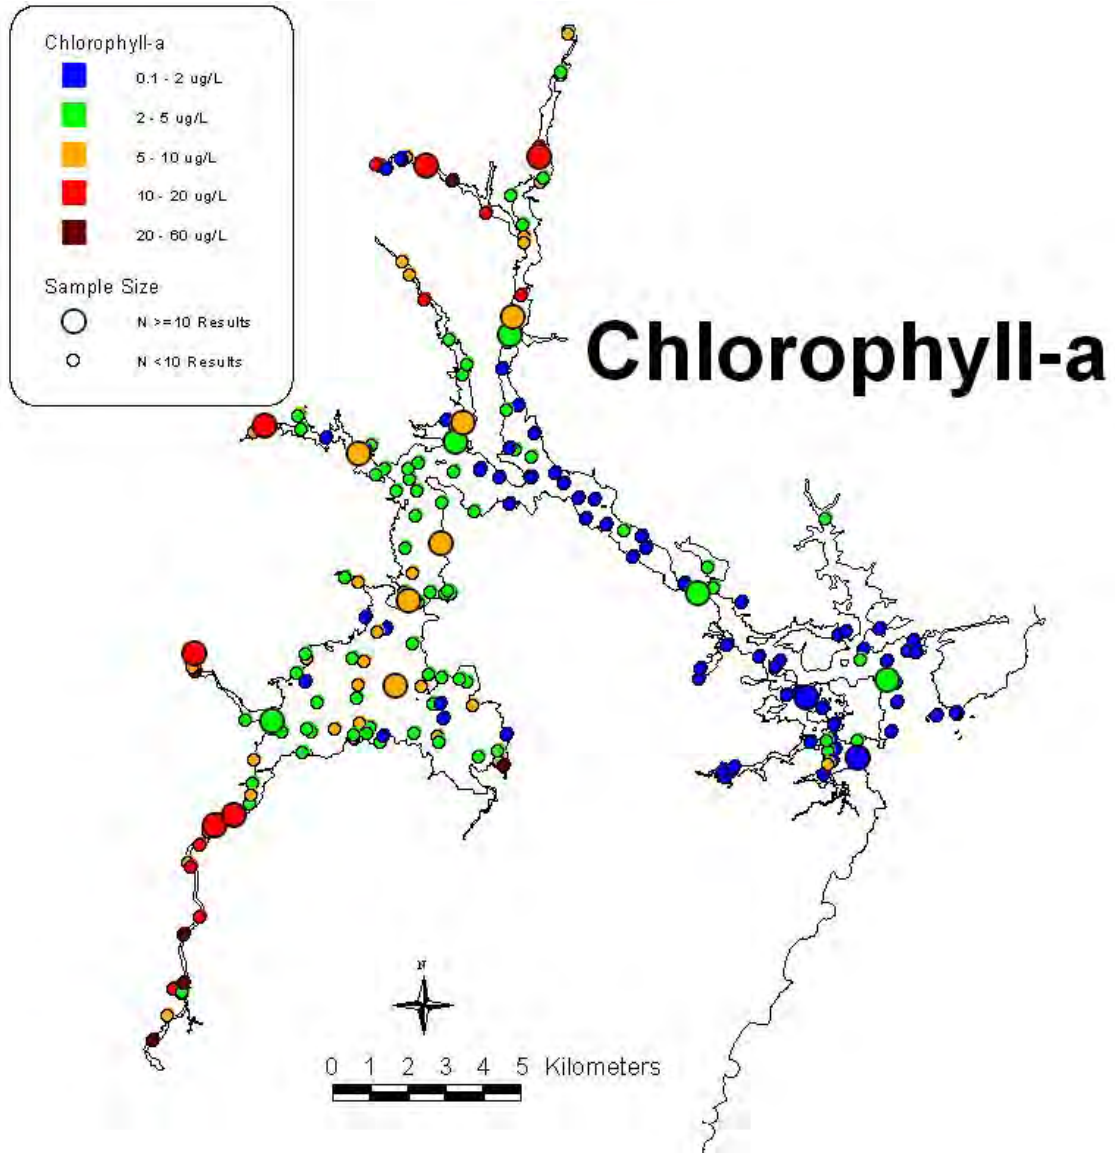 Chlorophyll-a
0.1 - 2 ug/L
2 - 5 ug/L
5 - 10 ug/L
10 - 20 ug/L
20 - 60 ug/L
Sample Size
N >=10 Results
N <10 Results
Chlorophyll-a
N
0 1 2 3 4 5 Kilometers